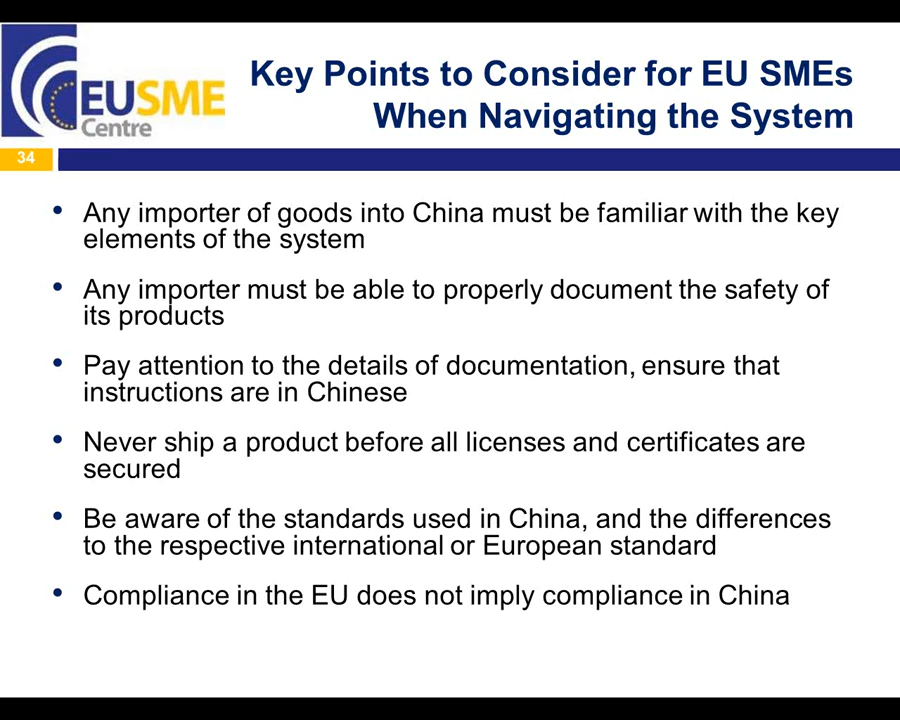 EUSME
Centre
Key Points to Consider for EU SMEs
When Navigating the System
34
• Any importer of goods into China must be familiar with the key
elements of the system
• Any importer must be able to properly document the safety of
its products
• Pay attention to the details of documentation, ensure that
instructions are in Chinese
• Never ship a product before all licenses and certificates are
secured
• Be aware of the standards used in China, and the differences
to the respective international or European standard
• Compliance in the EU does not imply compliance in China